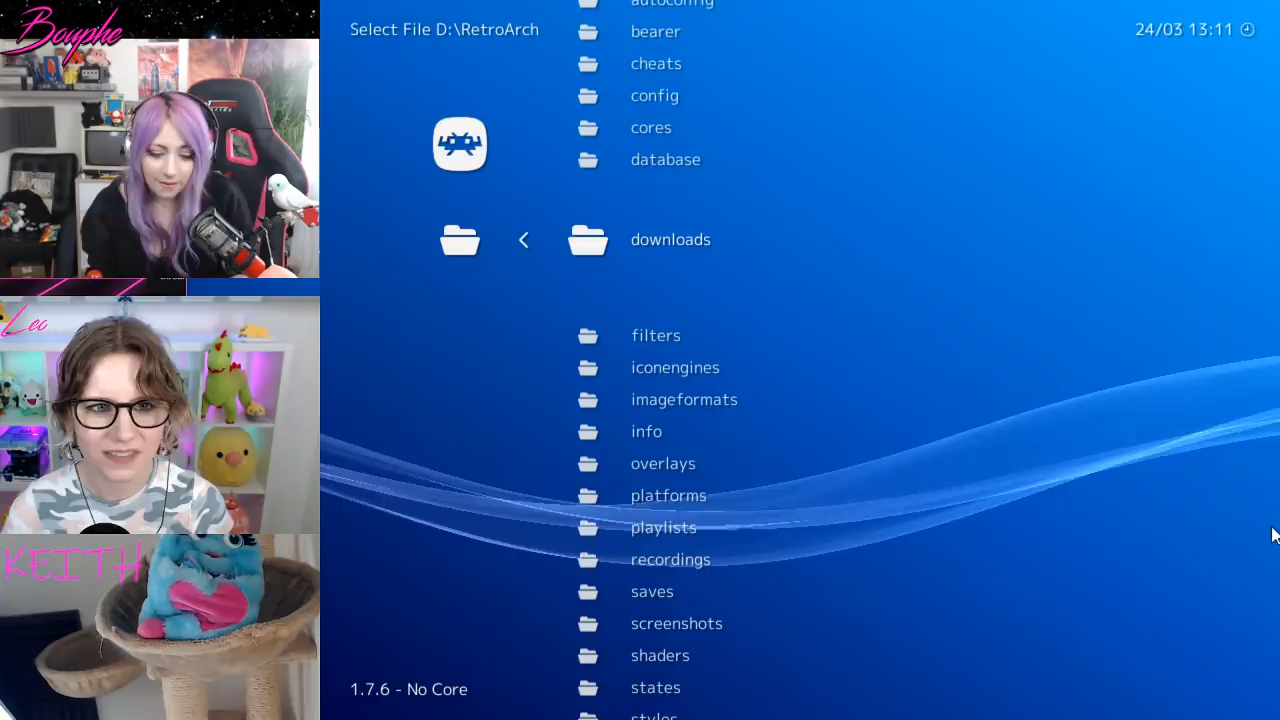 Bouphe
Leo
KEITH
Select File D:\RetroArch
24/03 13:11
autoconfig
bearer
cheats
config
cores
database
downloads
filters
iconengines
imageformats
info
overlays
platforms
playlists
recordings
saves
screenshots
shaders
states
styles
1.7.6 - No Core